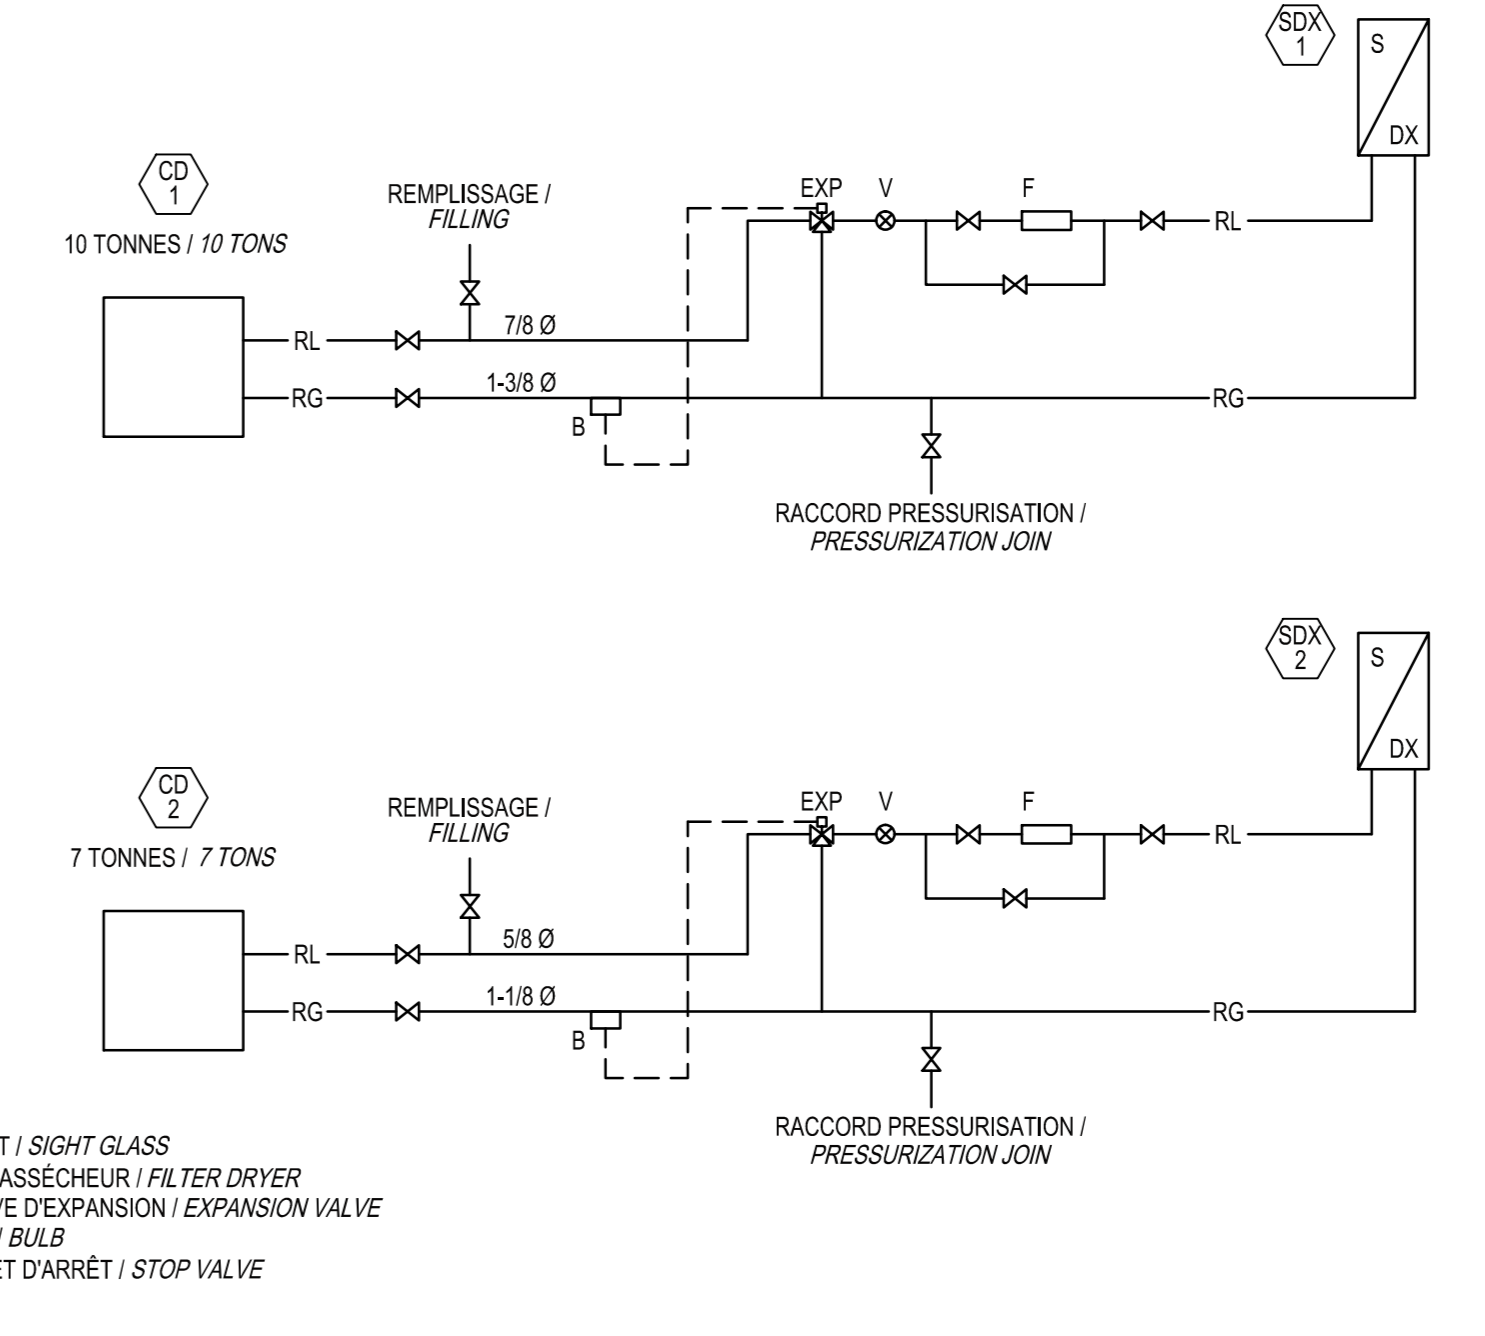 SDX
1
S
DX
CD
1
10 TONNES / 10 TONS
REMPLISSAGE /
FILLING
EXP
V
F
RL
7/8 Ø
RL
1-3/8 Ø
RG
B
RG
RACCORD PRESSURISATION /
PRESSURIZATION JOIN
SDX
2
S
DX
CD
2
7 TONNES / 7 TONS
REMPLISSAGE /
FILLING
EXP
V
F
RL
5/8 Ø
RL
1-1/8 Ø
RG
B
RG
RACCORD PRESSURISATION /
PRESSURIZATION JOIN
T / SIGHT GLASS
ASSÉCHEUR / FILTER DRYER
E D'EXPANSION / EXPANSION VALVE
/ BULB
ET D'ARRÊT / STOP VALVE